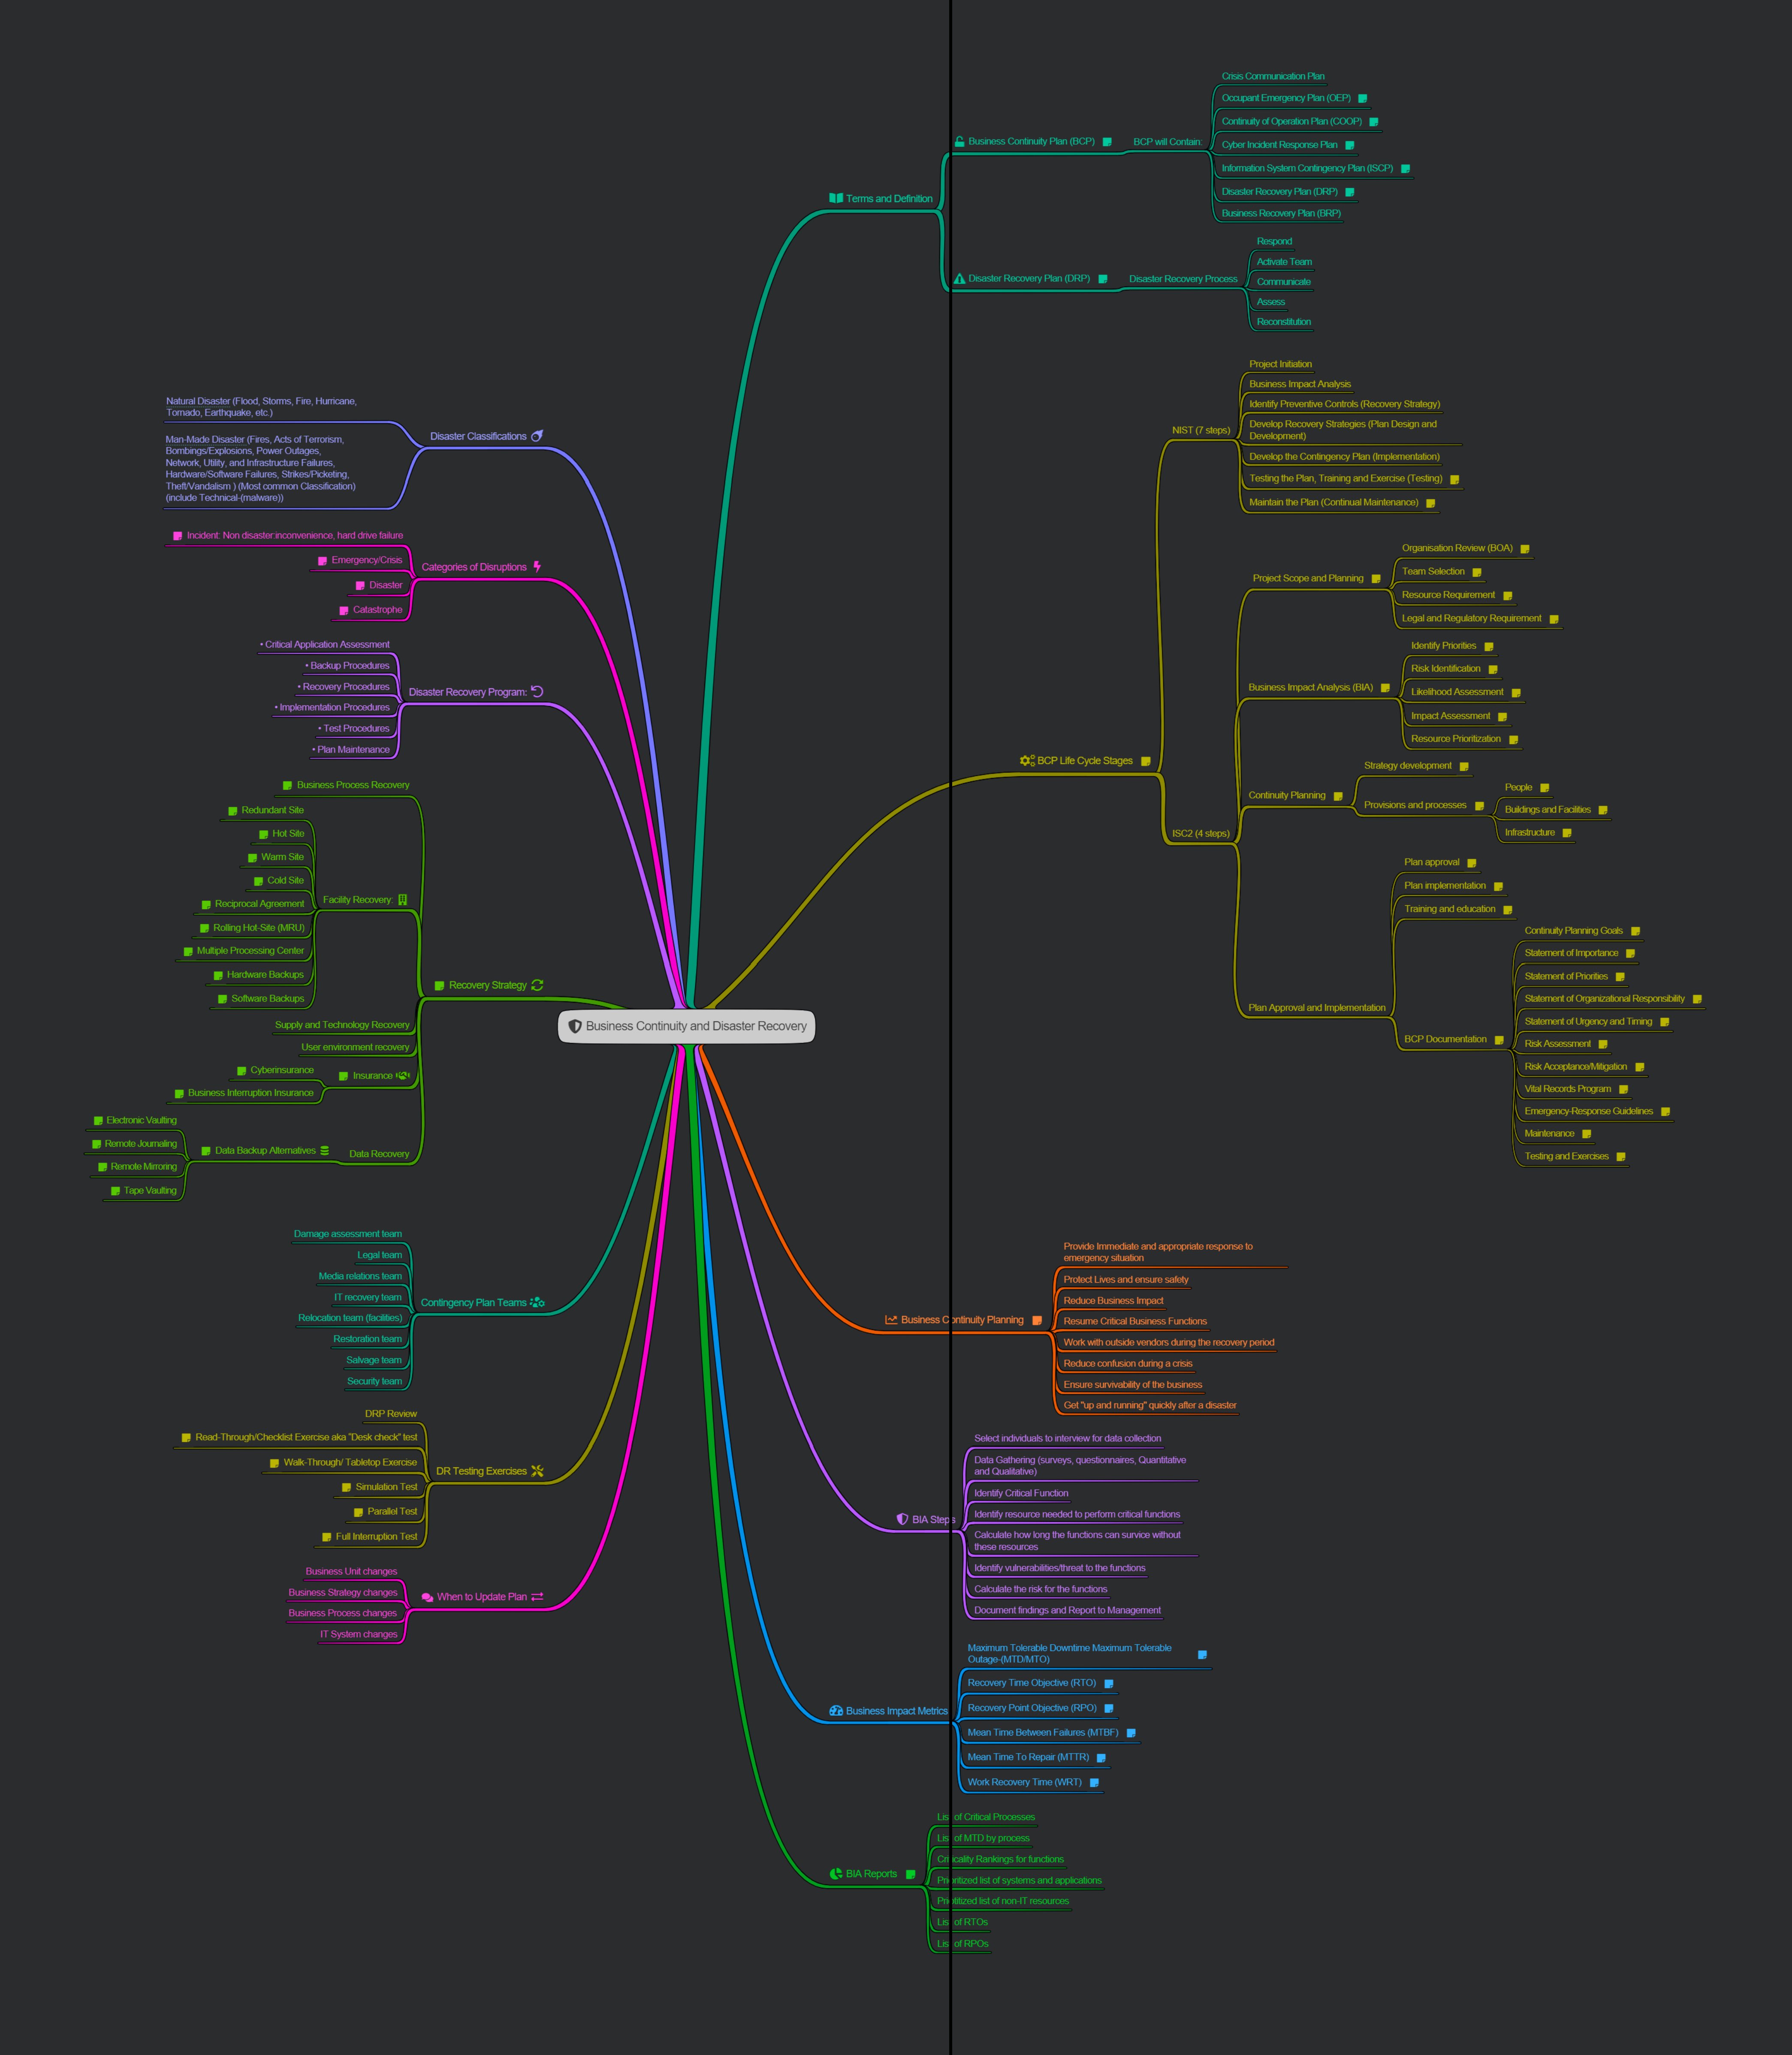 Business Continuity and Disaster Recovery
Terms and Definition
Business Continuity Plan (BCP)
BCP will Contain:
Crisis Communication Plan
Occupant Emergency Plan (OEP)
Continuity of Operation Plan (COOP)
Cyber Incident Response Plan
Information System Contingency Plan (ISCP)
Disaster Recovery Plan (DRP)
Business Recovery Plan (BRP)
Disaster Recovery Plan (DRP)
Disaster Recovery Process
Respond
Activate Team
Communicate
Assess
Reconstitution
BCP Life Cycle Stages
NIST (7 steps)
Project Initiation
Business Impact Analysis
Identify Preventive Controls (Recovery Strategy)
Develop Recovery Strategies (Plan Design and
Development)
Develop the Contingency Plan (Implementation)
Testing the Plan, Training and Exercise (Testing)
Maintain the Plan (Continual Maintenance)
ISC2 (4 steps)
Project Scope and Planning
Organisation Review (BOA)
Team Selection
Resource Requirement
Legal and Regulatory Requirement
Business Impact Analysis (BIA)
Identify Priorities
Risk Identification
Likelihood Assessment
Impact Assessment
Resource Prioritization
Continuity Planning
Strategy development
Provisions and processes
People
Buildings and Facilities
Infrastructure
Plan Approval and Implementation
Plan approval
Plan implementation
Training and education
BCP Documentation
Continuity Planning Goals
Statement of Importance
Statement of Priorities
Statement of Organizational Responsibility
Statement of Urgency and Timing
Risk Assessment
Risk Acceptance/Mitigation
Vital Records Program
Emergency-Response Guidelines
Maintenance
Testing and Exercises
Business Continuity Planning
Provide Immediate and appropriate response to
emergency situation
Protect Lives and ensure safety
Reduce Business Impact
Resume Critical Business Functions
Work with outside vendors during the recovery period
Reduce confusion during a crisis
Ensure survivability of the business
Get "up and running" quickly after a disaster
BIA Steps
Select individuals to interview for data collection
Data Gathering (surveys, questionnaires, Quantitative
and Qualitative)
Identify Critical Function
Identify resource needed to perform critical functions
Calculate how long the functions can survice without
these resources
Identify vulnerabilities/threat to the functions
Calculate the risk for the functions
Document findings and Report to Management
Business Impact Metrics
Maximum Tolerable Downtime Maximum Tolerable
Outage-(MTD/MTO)
Recovery Time Objective (RTO)
Recovery Point Objective (RPO)
Mean Time Between Failures (MTBF)
Mean Time To Repair (MTTR)
Work Recovery Time (WRT)
BIA Reports
List of Critical Processes
List of MTD by process
Criticality Rankings for functions
Prioritized list of systems and applications
Priotitized list of non-IT resources
List of RTOs
List of RPOs
Disaster Classifications
Natural Disaster (Flood, Storms, Fire, Hurricane,
Tornado, Earthquake, etc.)
Man-Made Disaster (Fires, Acts of Terrorism,
Bombings/Explosions, Power Outages,
Network, Utility, and Infrastructure Failures,
Hardware/Software Failures, Strikes/Picketing,
Theft/Vandalism ) (Most common Classification)
(include Technical-(malware))
Categories of Disruptions
Incident: Non disaster:inconvenience, hard drive failure
Emergency/Crisis
Disaster
Catastrophe
Disaster Recovery Program:
• Critical Application Assessment
• Backup Procedures
• Recovery Procedures
• Implementation Procedures
• Test Procedures
• Plan Maintenance
Recovery Strategy
Business Process Recovery
Facility Recovery:
Redundant Site
Hot Site
Warm Site
Cold Site
Reciprocal Agreement
Rolling Hot-Site (MRU)
Multiple Processing Center
Hardware Backups
Software Backups
Supply and Technology Recovery
User environment recovery
Insurance
Cyberinsurance
Business Interruption Insurance
Data Recovery
Data Backup Alternatives
Electronic Vaulting
Remote Journaling
Remote Mirroring
Tape Vaulting
Contingency Plan Teams
Damage assessment team
Legal team
Media relations team
IT recovery team
Relocation team (facilities)
Restoration team
Salvage team
Security team
DR Testing Exercises
DRP Review
Read-Through/Checklist Exercise aka "Desk check" test
Walk-Through/ Tabletop Exercise
Simulation Test
Parallel Test
Full Interruption Test
When to Update Plan
Business Unit changes
Business Strategy changes
Business Process changes
IT System changes